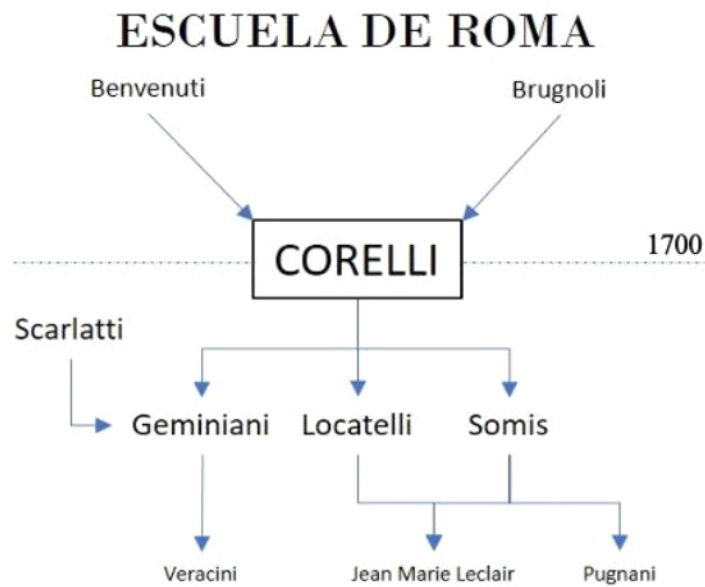 ESCUELA DE ROMA
Benvenuti
Brugnoli
CORELLI
1700
Scarlatti
Geminiani
Locatelli
Somis
Veracini
Jean Marie Leclair
Pugnani